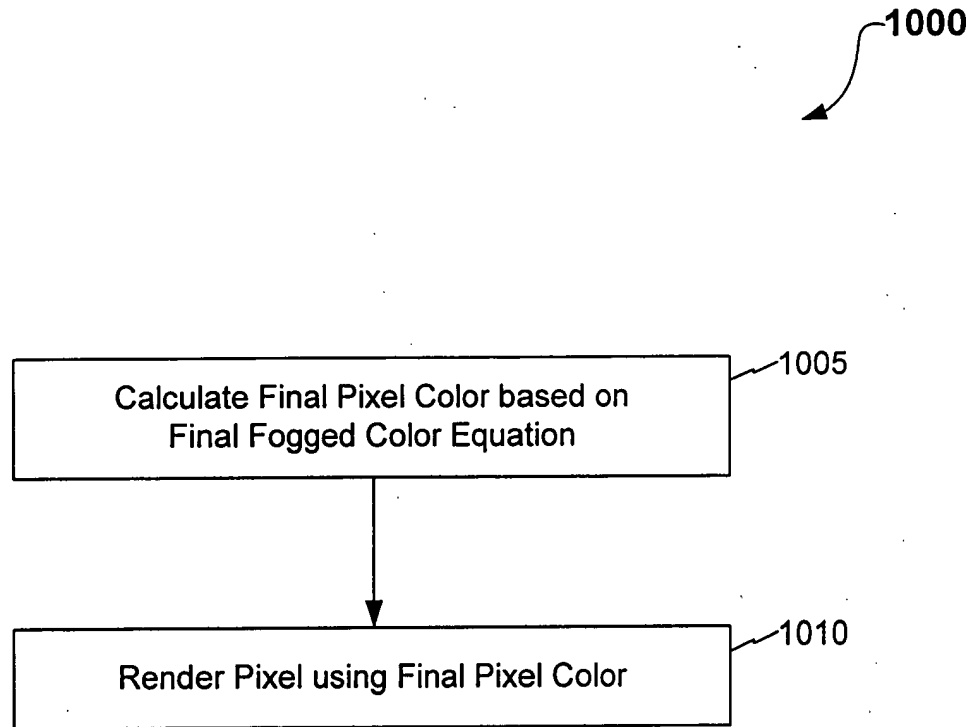 1000
1005
Calculate Final Pixel Color based on
Final Fogged Color Equation
1010
Render Pixel using Final Pixel Color